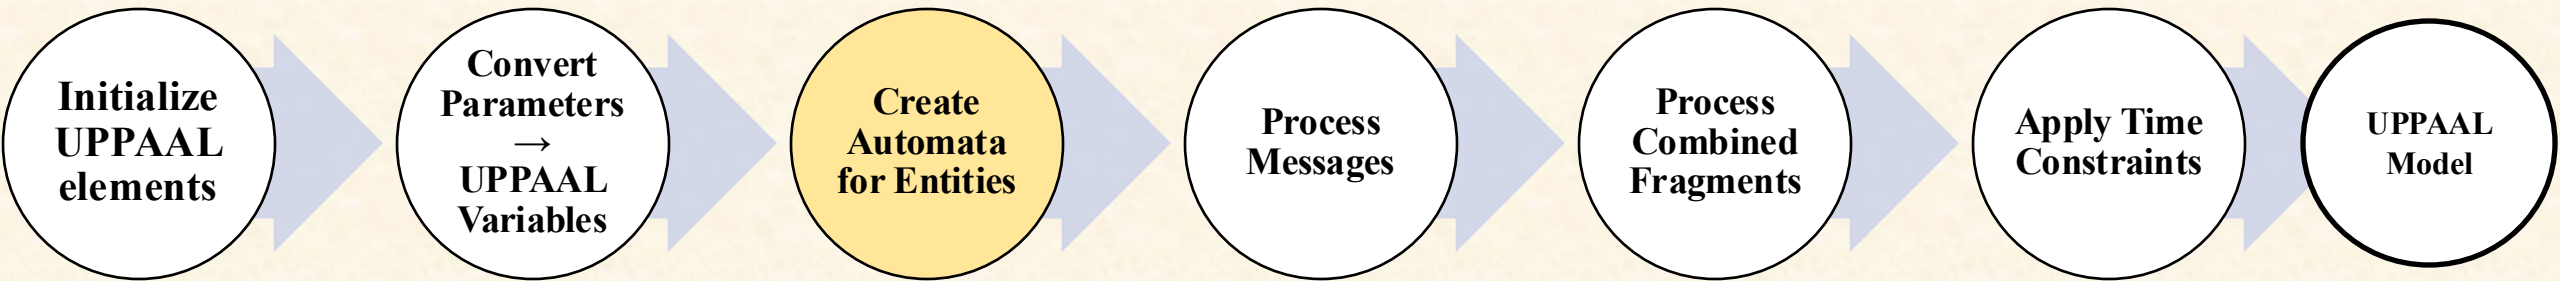 Initialize
UPPAAL
elements
Convert
Parameters
→
UPPAAL
Variables
Create
Automata
for Entities
Process
Messages
Process
Combined
Fragments
Apply Time
Constraints
UPPAAL
Model